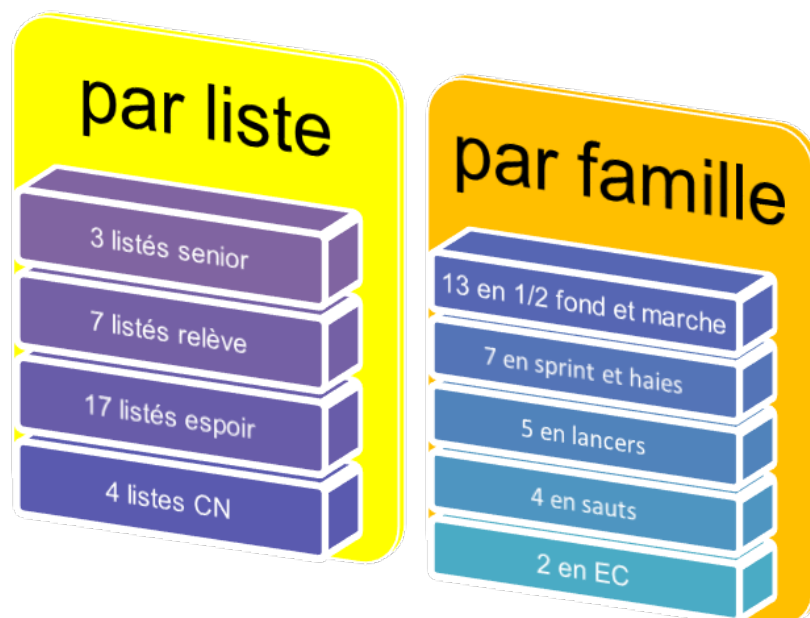 par liste
3 listés senior
7 listés relève
17 listés espoir
4 listes CN
par famille
13 en 1/2 fond et marche
7 en sprint et haies
5 en lancers
4 en sauts
2 en EC